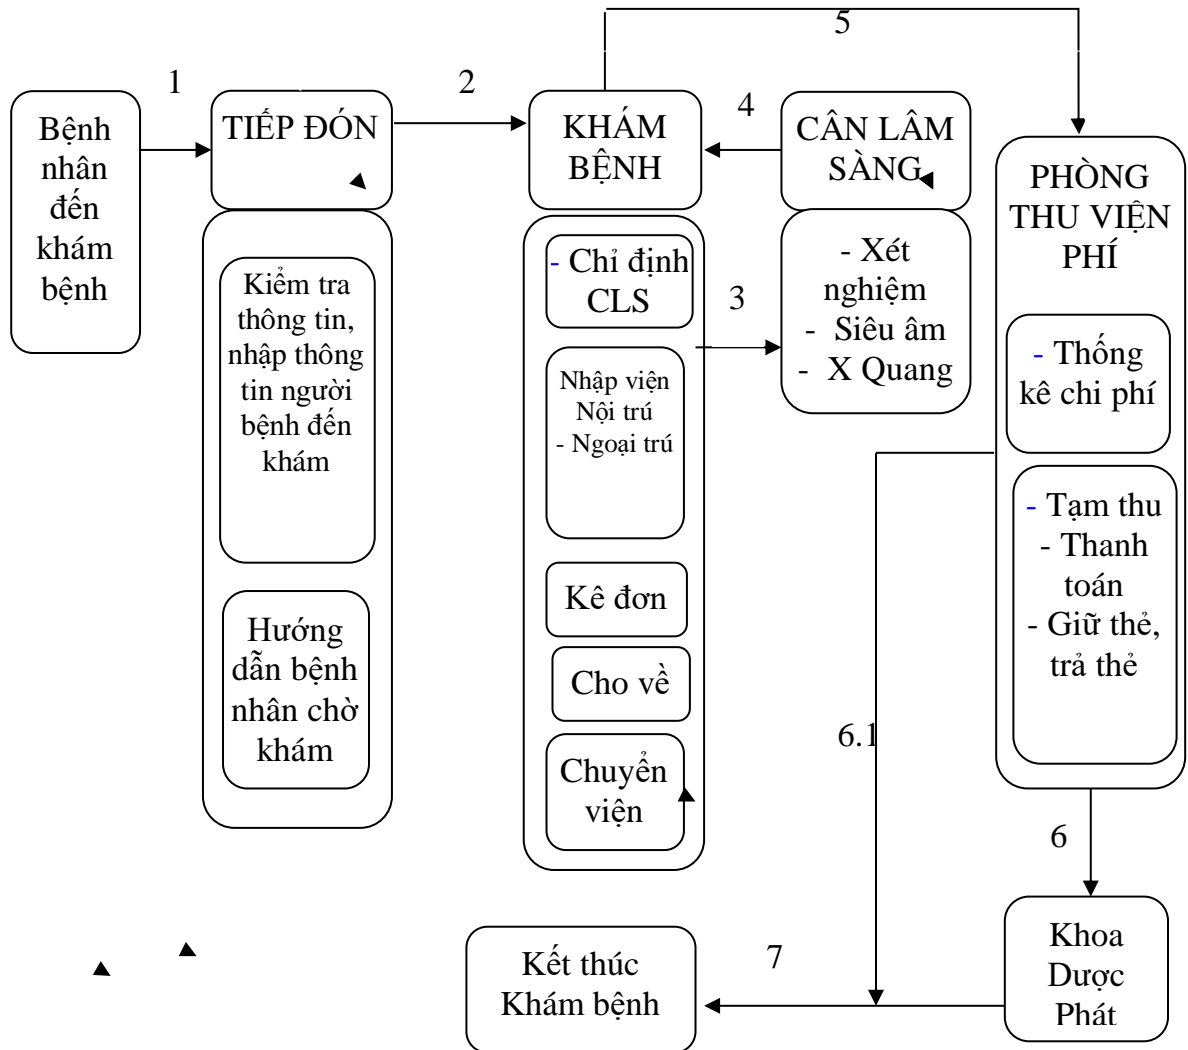 5
1
2
4
Bệnh
nhân
đến
khám
bệnh
TIẾP ĐÓN
Kiểm tra
thông tin,
nhập thông
tin người
bệnh đến
khám
Hướng
dẫn bệnh
nhân chờ
khám
KHÁM
BỆNH
- Chỉ định
CLS
Nhập viện
Nội trú
- Ngoại trú
Kê đơn
Cho về
Chuyển
viện
3
CÂN LÂM
SÀNG
- Xét
nghiệm
- Siêu âm
- X Quang
PHÒNG
THU VIỆN
PHÍ
- Thống
kê chi phí
- Tạm thu
- Thanh
toán
- Giữ thẻ,
trả thẻ
6.1
6
Khoa
Dược
Phát
7
Kết thúc
Khám bệnh